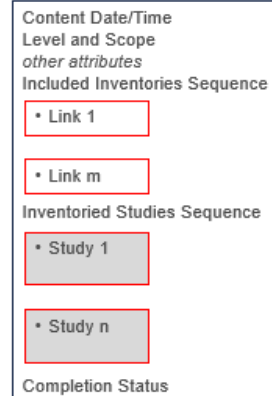 Content Date/Time
Level and Scope
other attributes
Included Inventories Sequence
• Link 1
• Link m
Inventoried Studies Sequence
• Study 1
• Study n
Completion Status